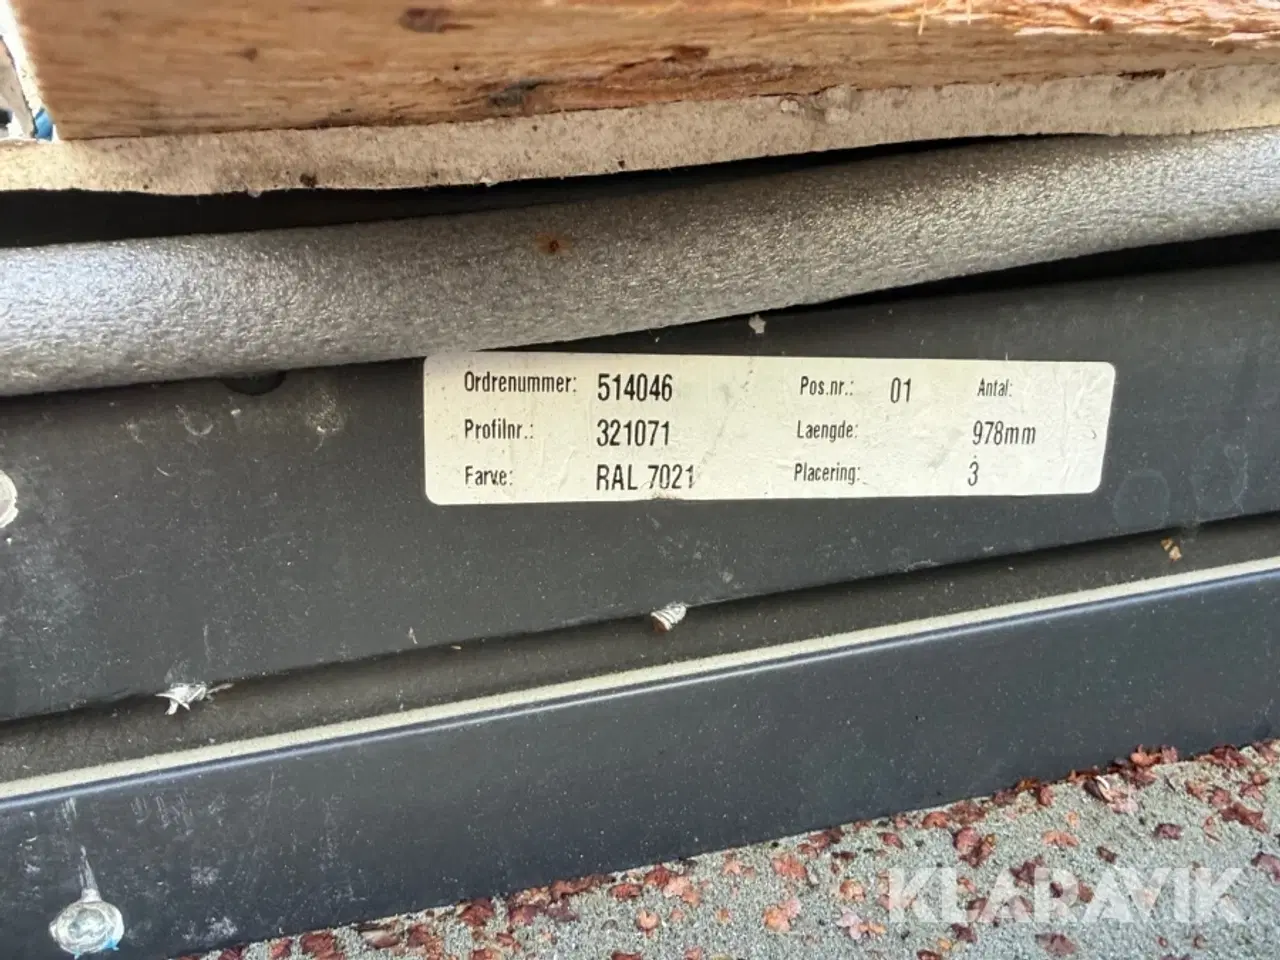 Ordrenummer: 514046 Pos.nr.: 01 Antal:
Profilnr.: 321071 Laengde: 978mm
Farve: RAL 7021 Placering: 3
KLARAVIK